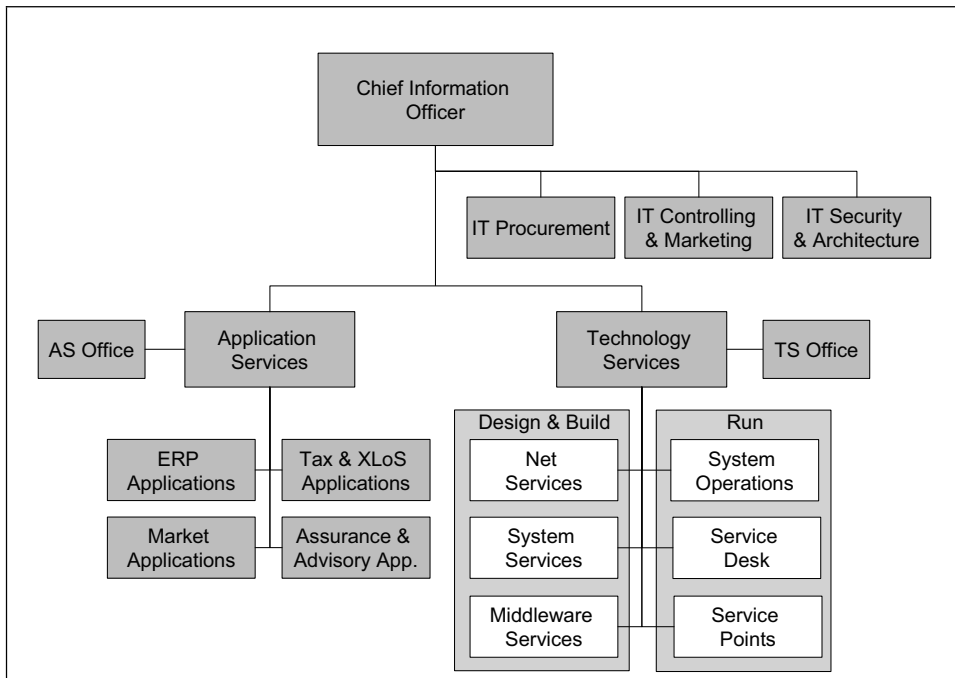 Chief Information
Officer
IT Procurement
IT Controlling
& Marketing
IT Security
& Architecture
AS Office
Application
Services
Technology
Services
TS Office
Design & Build
Run
ERP
Applications
Tax & XLoS
Applications
Net
Services
System
Operations
Market
Applications
Assurance &
Advisory App.
System
Services
Service
Desk
Middleware
Services
Service
Points